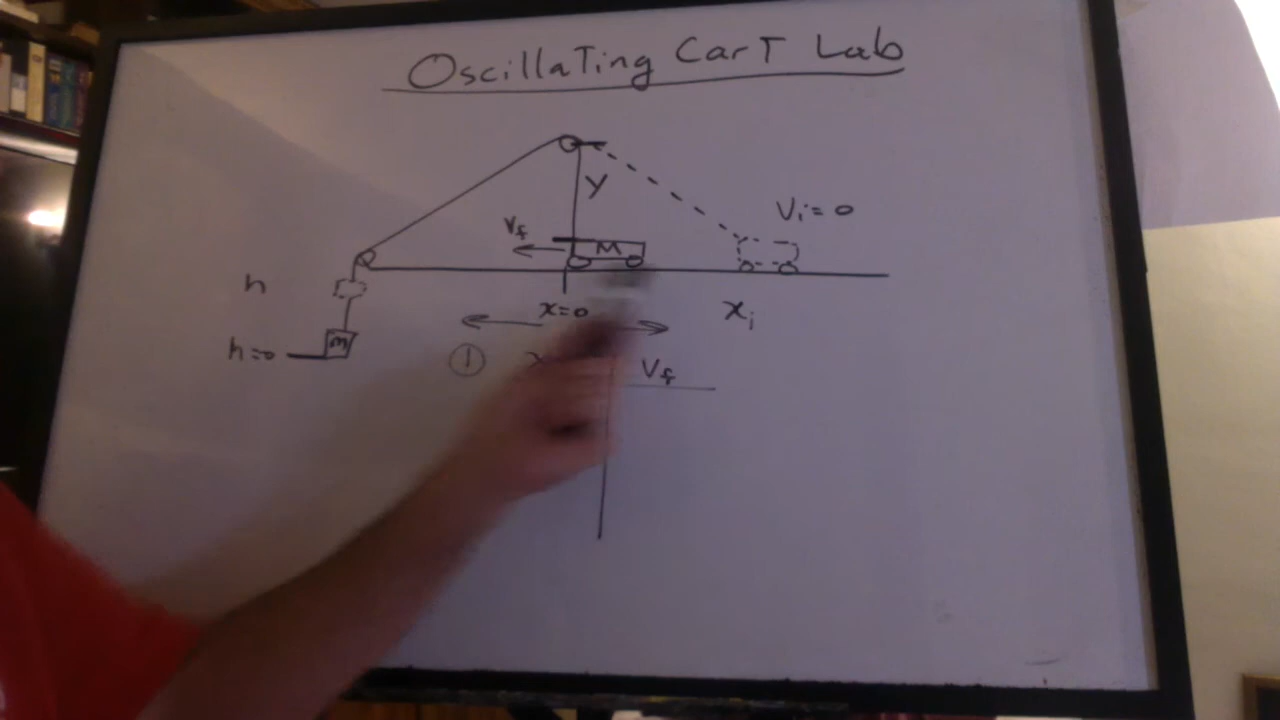 Oscillating Cart Lab
y
Vf
M
Vi = 0
h
x=0
xi
h=0
m
① Vf